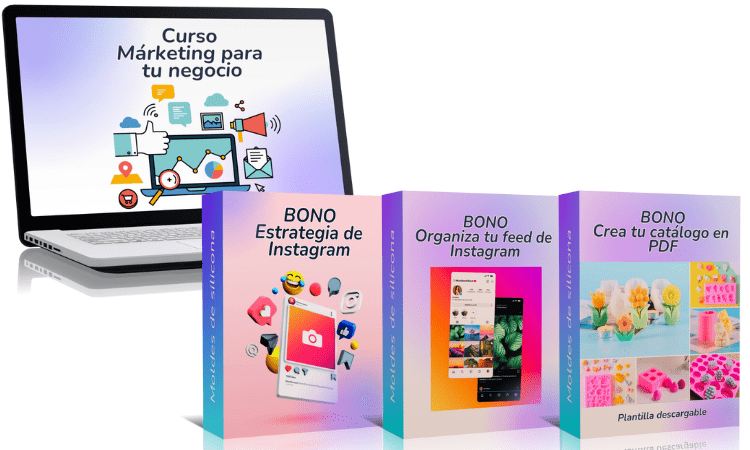 Curso
Márketing para
tu negocio
BONO
Estrategia de
Instagram
Moldes de silicona
BONO
Organiza tu feed de
Instagram
Moldes de silicona
BONO
Crea tu catálogo en
PDF
Plantilla descargable
Moldes de silicona